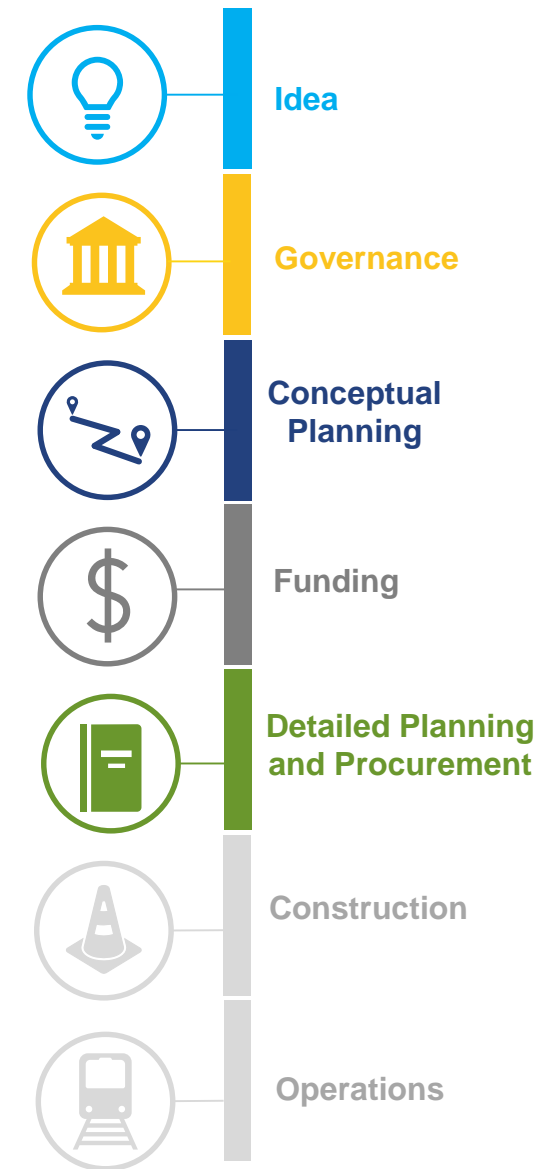 Idea
Governance
Conceptual
Planning
Funding
$
Detailed Planning
and Procurement
Construction
Operations